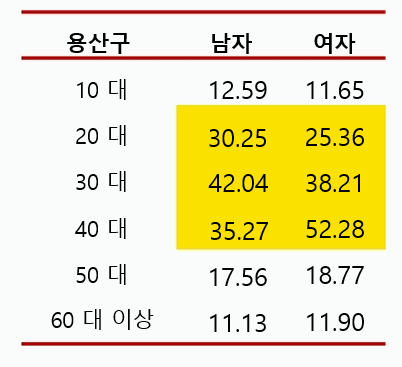 용산구 남자 여자
10 대 12.59 11.65
20 대 30.25 25.36
30 대 42.04 38.21
40 대 35.27 52.28
50 대 17.56 18.77
60 대 이상 11.13 11.90